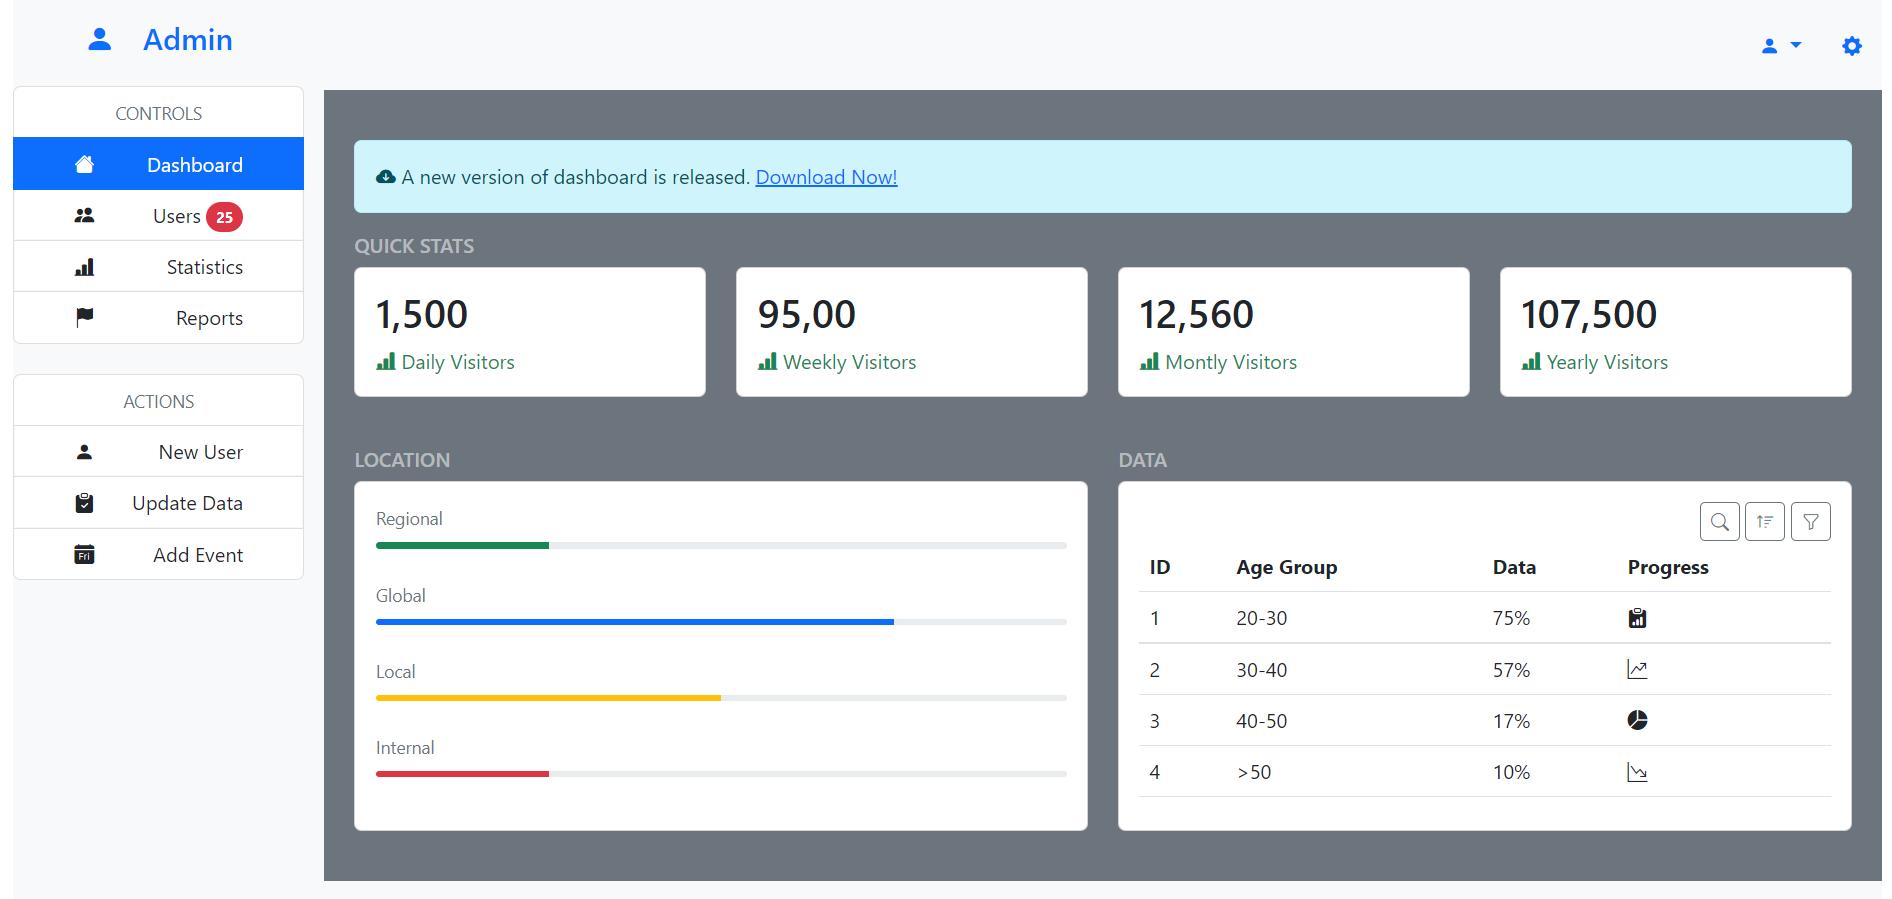 Admin
CONTROLS
Dashboard
Users 25
Statistics
Reports
ACTIONS
New User
Update Data
Fri
Add Event
A new version of dashboard is released. Download Now!
QUICK STATS
1,500
Daily Visitors
95,00
Weekly Visitors
12,560
Montly Visitors
107,500
Yearly Visitors
LOCATION
Regional
Global
Local
Internal
DATA
ID Age Group Data Progress
1 20-30 75%
2 30-40 57%
3 40-50 17%
4 >50 10%